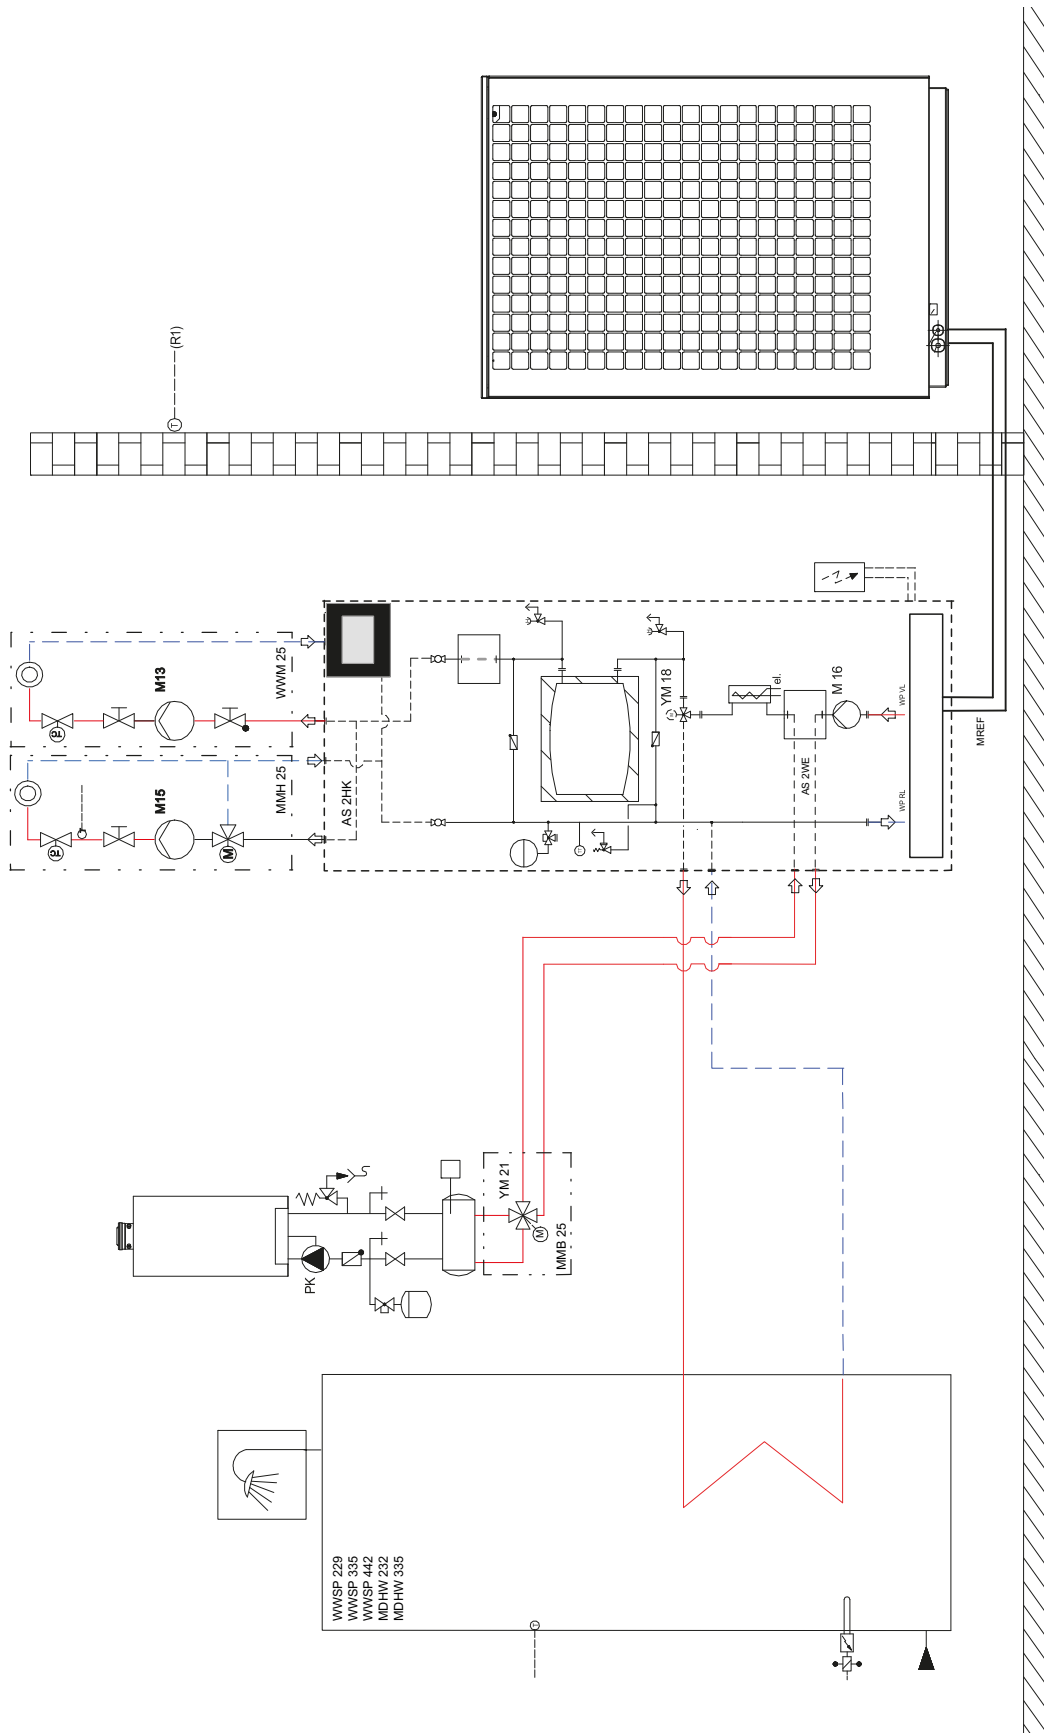 (R1)
WWM 25
M13
MMH 25
M15
M
AS 2HK
YM 18
el.
M 16
AS 2WE
WP VL
WP RL
MREF
T
YM 21
MMB 25
M
PK
WWSP 229
WWSP 335
WWSP 442
MDHW 232
MDHW 335
T